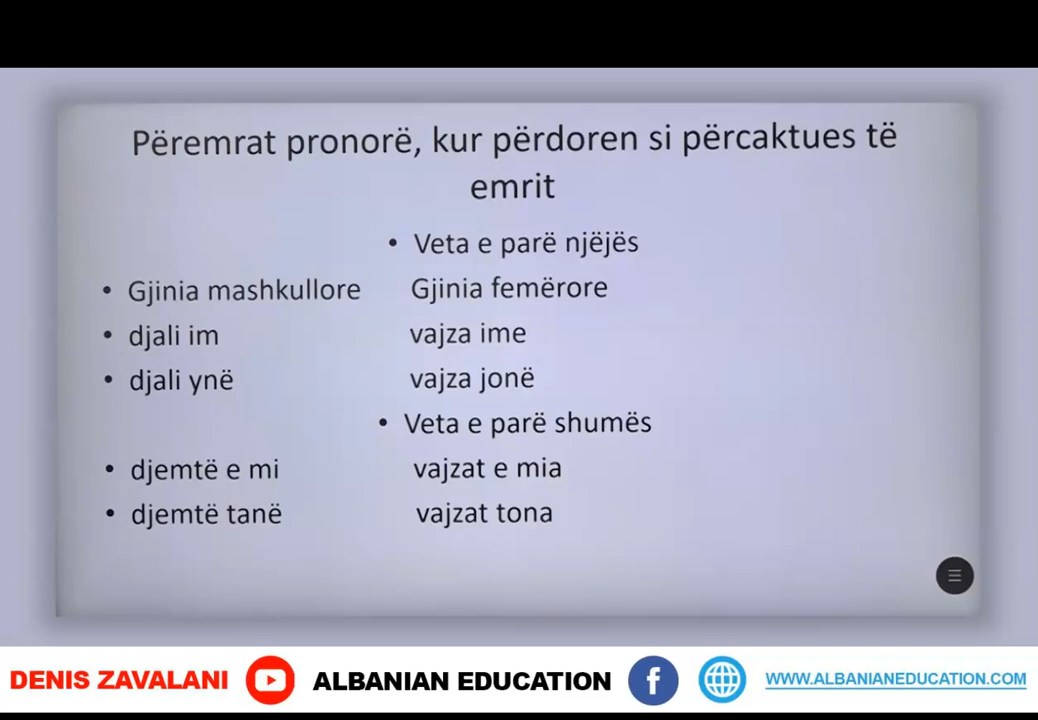 Përemrat pronorë, kur përdoren si përcaktues të
emrit
• Veta e parë njëjës
• Gjinia mashkullore Gjinia femërore
• djali im vajza ime
• djali ynë vajza jonë
• Veta e parë shumës
• djemtë e mi vajzat e mia
• djemtë tanë vajzat tona
DENIS ZAVALANI ALBANIAN EDUCATION WWW.ALBANIANEDUCATION.COM